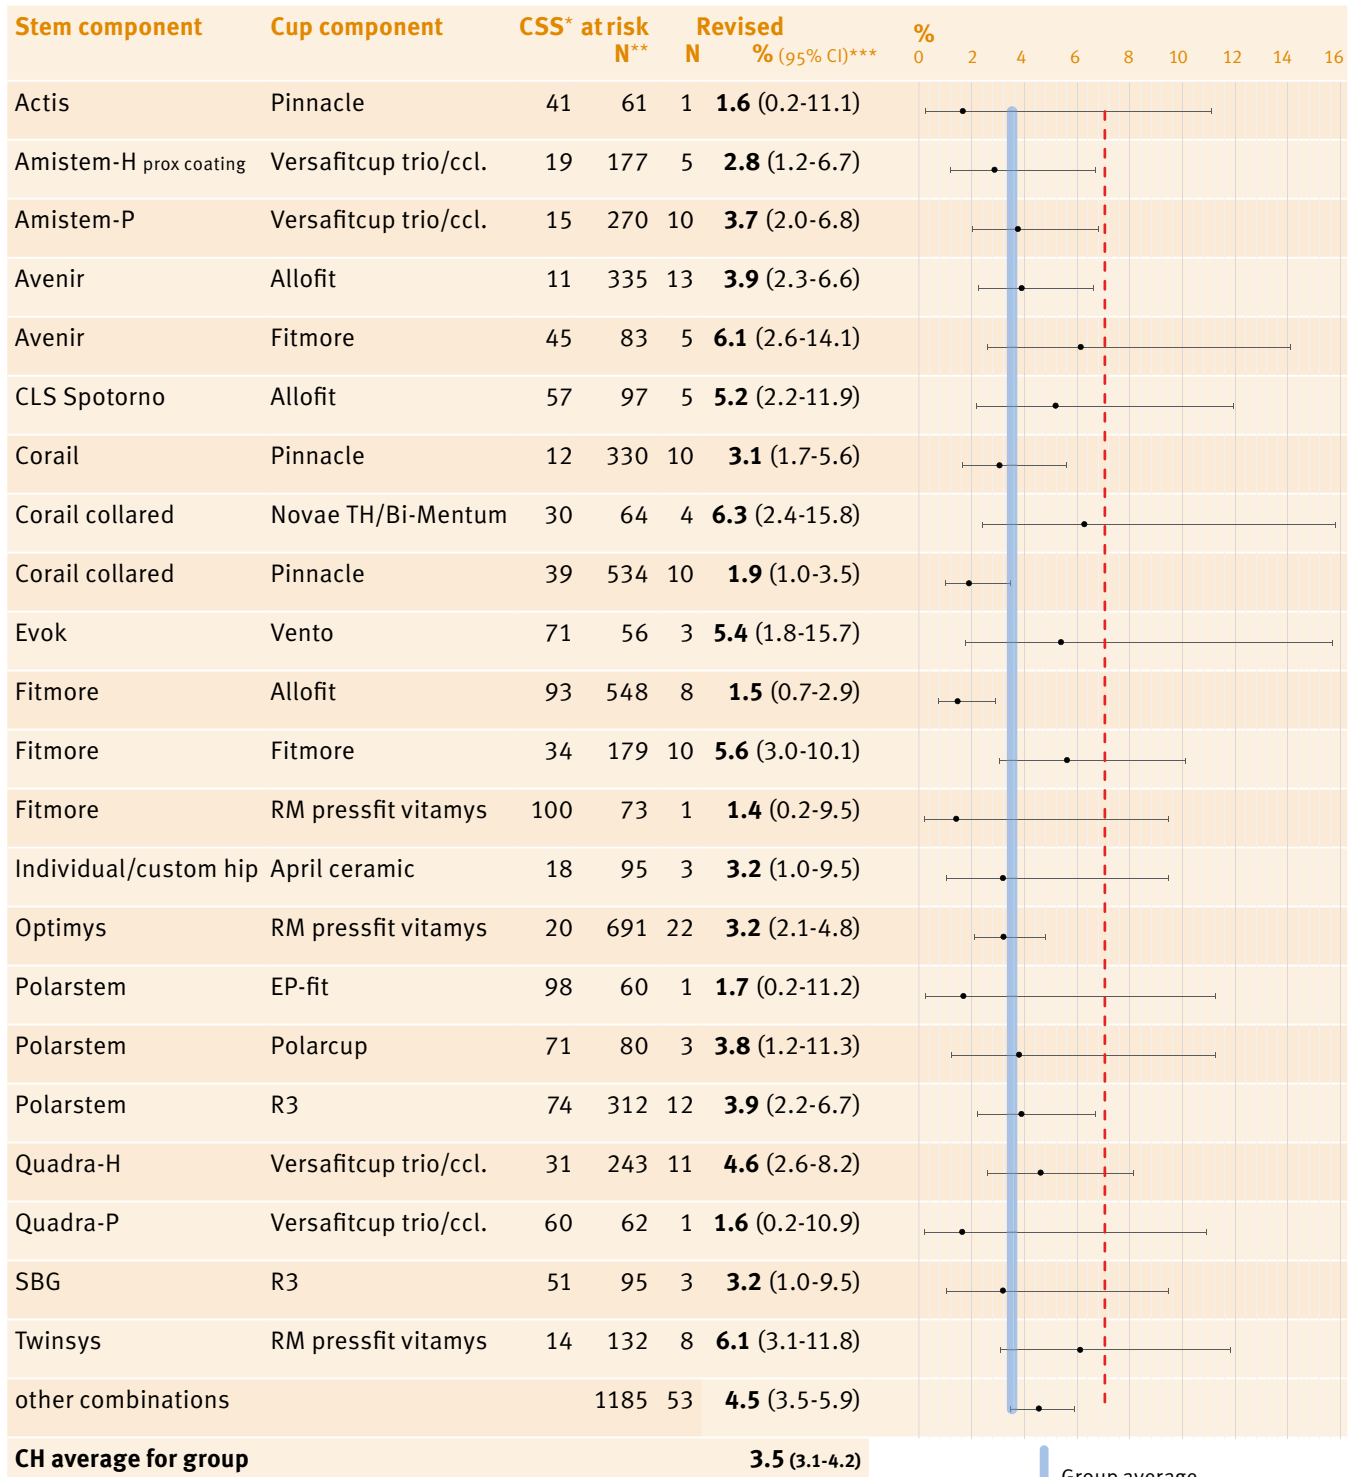 Stem component Cup component CSS* at risk Revised %
N** N % (95% CI)*** 0 2 4 6 8 10 12 14 16
Actis Pinnacle 41 61 1 1.6 (0.2-11.1)
Amistem-H prox coating Versafitcup trio/ccl. 19 177 5 2.8 (1.2-6.7)
Amistem-P Versafitcup trio/ccl. 15 270 10 3.7 (2.0-6.8)
Avenir Allofit 11 335 13 3.9 (2.3-6.6)
Avenir Fitmore 45 83 5 6.1 (2.6-14.1)
CLS Spotorno Allofit 57 97 5 5.2 (2.2-11.9)
Corail Pinnacle 12 330 10 3.1 (1.7-5.6)
Corail collared Novae TH/Bi-Mentum 30 64 4 6.3 (2.4-15.8)
Corail collared Pinnacle 39 534 10 1.9 (1.0-3.5)
Evok Vento 71 56 3 5.4 (1.8-15.7)
Fitmore Allofit 93 548 8 1.5 (0.7-2.9)
Fitmore Fitmore 34 179 10 5.6 (3.0-10.1)
Fitmore RM pressfit vitamys 100 73 1 1.4 (0.2-9.5)
Individual/custom hip April ceramic 18 95 3 3.2 (1.0-9.5)
Optimys RM pressfit vitamys 20 691 22 3.2 (2.1-4.8)
Polarstem EP-fit 98 60 1 1.7 (0.2-11.2)
Polarstem Polarcup 71 80 3 3.8 (1.2-11.3)
Polarstem R3 74 312 12 3.9 (2.2-6.7)
Quadra-H Versafitcup trio/ccl. 31 243 11 4.6 (2.6-8.2)
Quadra-P Versafitcup trio/ccl. 60 62 1 1.6 (0.2-10.9)
SBG R3 51 95 3 3.2 (1.0-9.5)
Twinsys RM pressfit vitamys 14 132 8 6.1 (3.1-11.8)
other combinations 1185 53 4.5 (3.5-5.9)
CH average for group 3.5 (3.1-4.2)
Group average